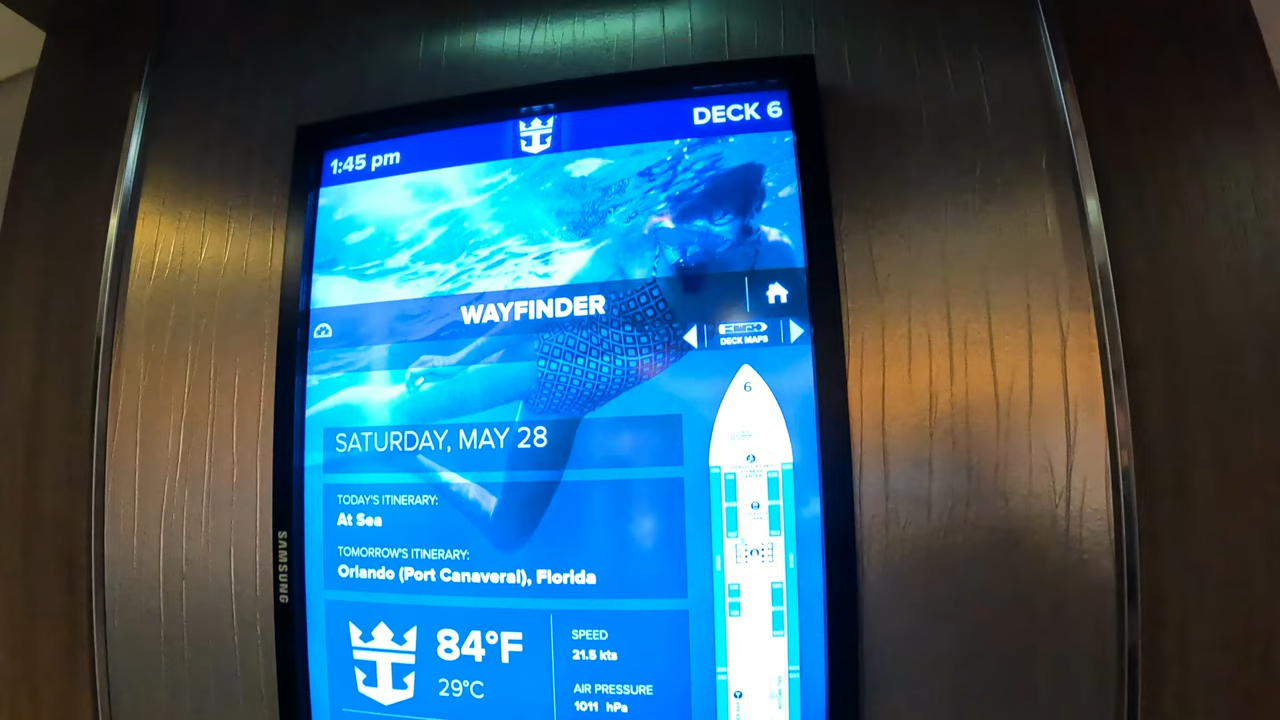 DECK 6
1:45 pm
WAYFINDER
DECK MAPS
6
SATURDAY, MAY 28
TODAY'S ITINERARY:
At Sea
TOMORROW'S ITINERARY:
Orlando (Port Canaveral), Florida
84°F
29°C
SPEED
21.5 kts
AIR PRESSURE
1011 hPa
SAMSUNG